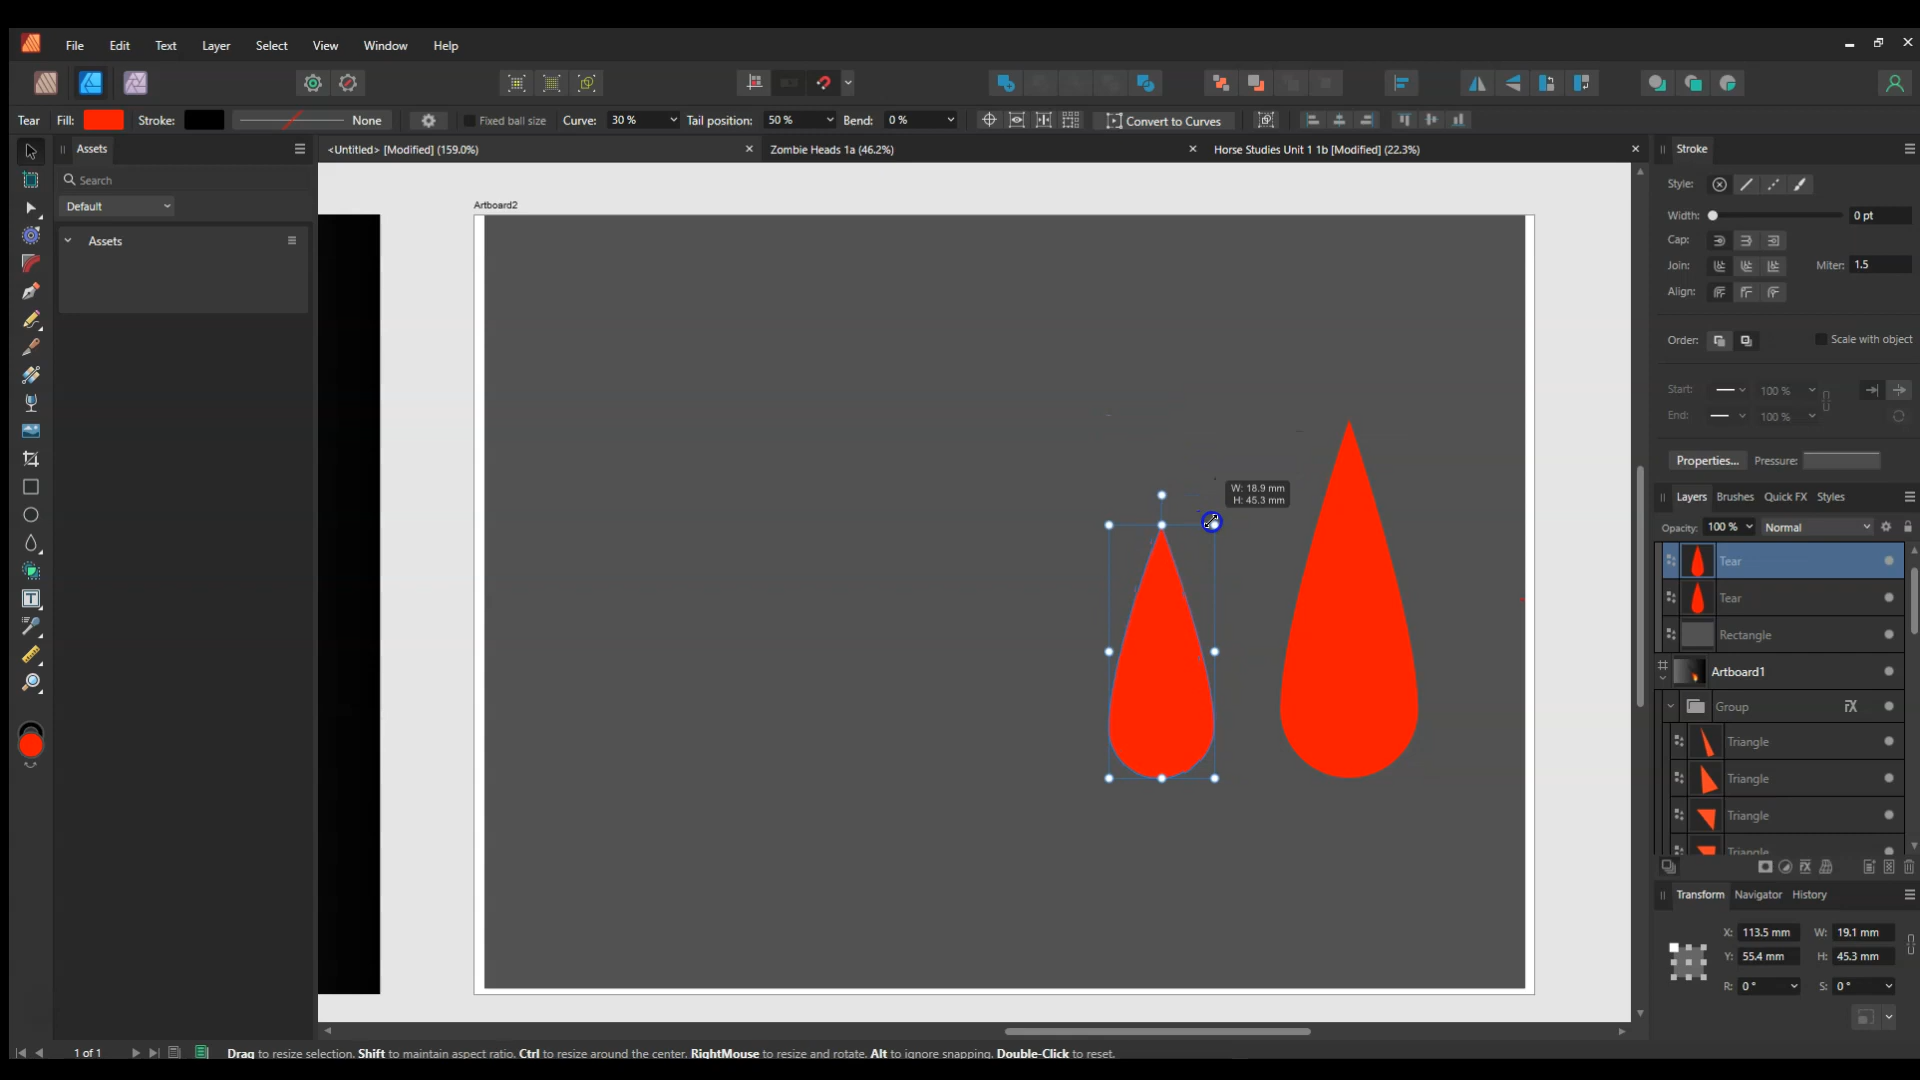 File Edit Text Layer Select View Window Help
Tear Fill: Stroke: None Fixed ball size Curve: 30 % Tail position: 50 % Bend: 0 % Convert to Curves
Assets
<Untitled> [Modified] (159.0%)
Zombie Heads 1a (46.2%)
Horse Studies Unit 1 1b [Modified] (22.3%)
Search
Default
Assets
Artboard2
W: 18.9 mm
H: 45.3 mm
Stroke
Style:
Width: 0 pt
Cap:
Join: Miter: 1.5
Align:
Order: Scale with object
Start: 100 %
End: 100 %
Properties... Pressure:
Layers Brushes Quick FX Styles
Opacity: 100 % Normal
Tear
Tear
Rectangle
Artboard1
Group FX
Triangle
Triangle
Triangle
Triangle
Transform Navigator History
X: 113.5 mm W: 19.1 mm
Y: 55.4 mm H: 45.3 mm
R: 0 ° S: 0 °
1 of 1 Drag to resize selection. Shift to maintain aspect ratio. Ctrl to resize around the center. RightMouse to resize and rotate. Alt to ignore snapping. Double-Click to reset.